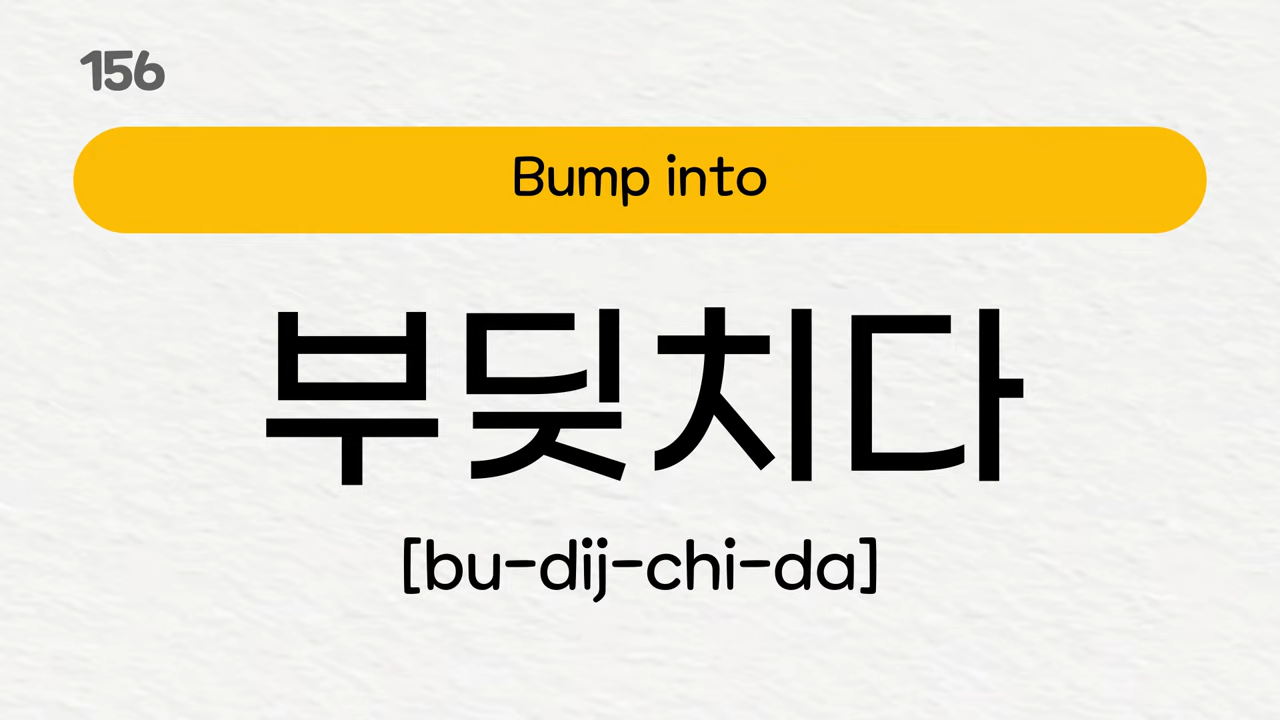 156
Bump into
부딪치다
[bu-dij-chi-da]